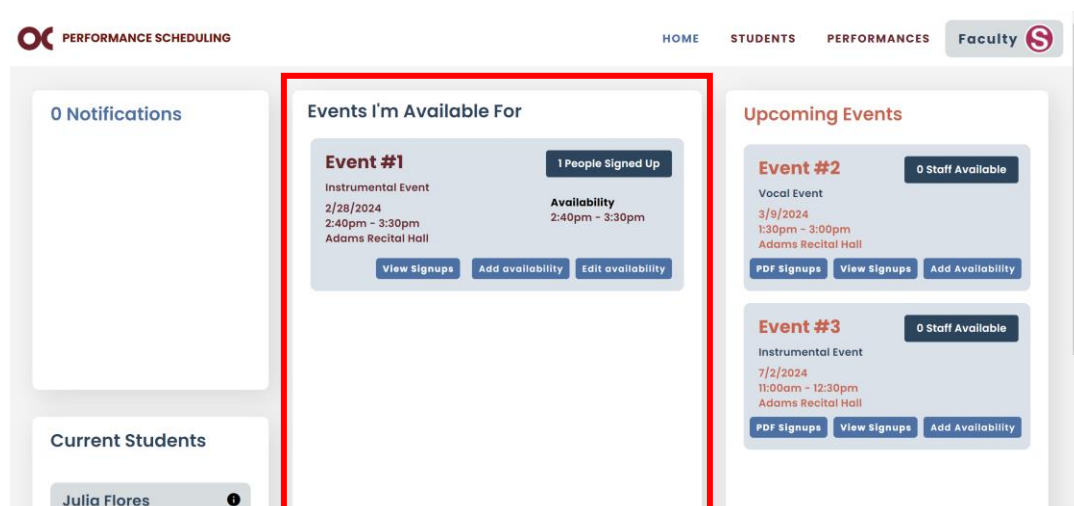 OC PERFORMANCE SCHEDULING
HOME STUDENTS PERFORMANCES Faculty S
0 Notifications
Current Students
Julia Flores
Events I'm Available For
Event #1 1 People Signed Up
Instrumental Event
2/28/2024
2:40pm - 3:30pm
Adams Recital Hall
Availability
2:40pm - 3:30pm
View Signups Add availability Edit availability
Upcoming Events
Event #2 0 Staff Available
Vocal Event
3/9/2024
1:30pm - 3:00pm
Adams Recital Hall
PDF Signups View Signups Add Availability
Event #3 0 Staff Available
Instrumental Event
7/2/2024
11:00am - 12:30pm
Adams Recital Hall
PDF Signups View Signups Add Availability